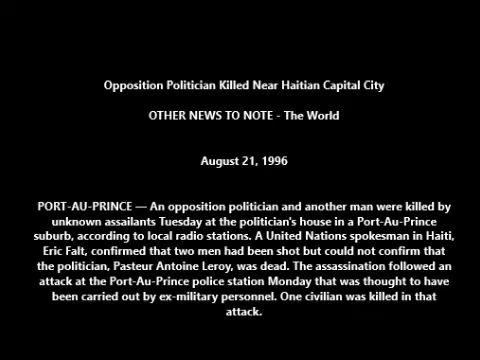 Opposition Politician Killed Near Haitian Capital City
OTHER NEWS TO NOTE - The World
August 21, 1996
PORT-AU-PRINCE — An opposition politician and another man were killed by
unknown assailants Tuesday at the politician's house in a Port-Au-Prince
suburb, according to local radio stations. A United Nations spokesman in Haiti,
Eric Falt, confirmed that two men had been shot but could not confirm that
the politician, Pasteur Antoine Leroy, was dead. The assassination followed an
attack at the Port-Au-Prince police station Monday that was thought to have
been carried out by ex-military personnel. One civilian was killed in that
attack.